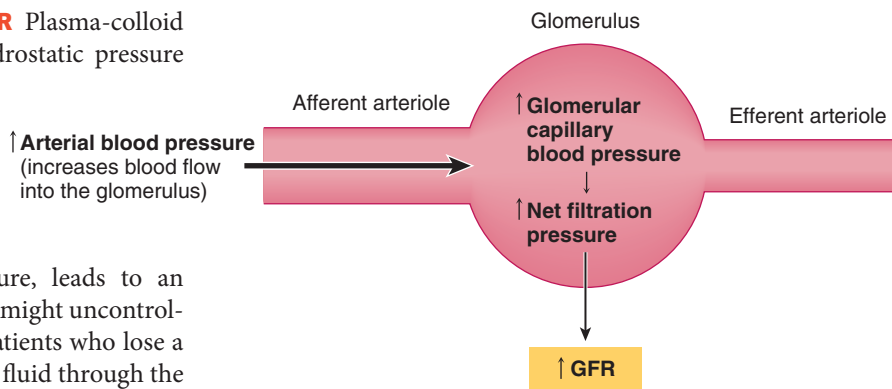 R Plasma-colloid
drostatic pressure
ure, leads to an
might uncontrol-
atients who lose a
fluid through the
Glomerulus
Afferent arteriole
Efferent arteriole
↑Arterial blood pressure
(increases blood flow
into the glomerulus)
↑Glomerular
capillary
blood pressure
↓
↑Net filtration
pressure
↑GFR